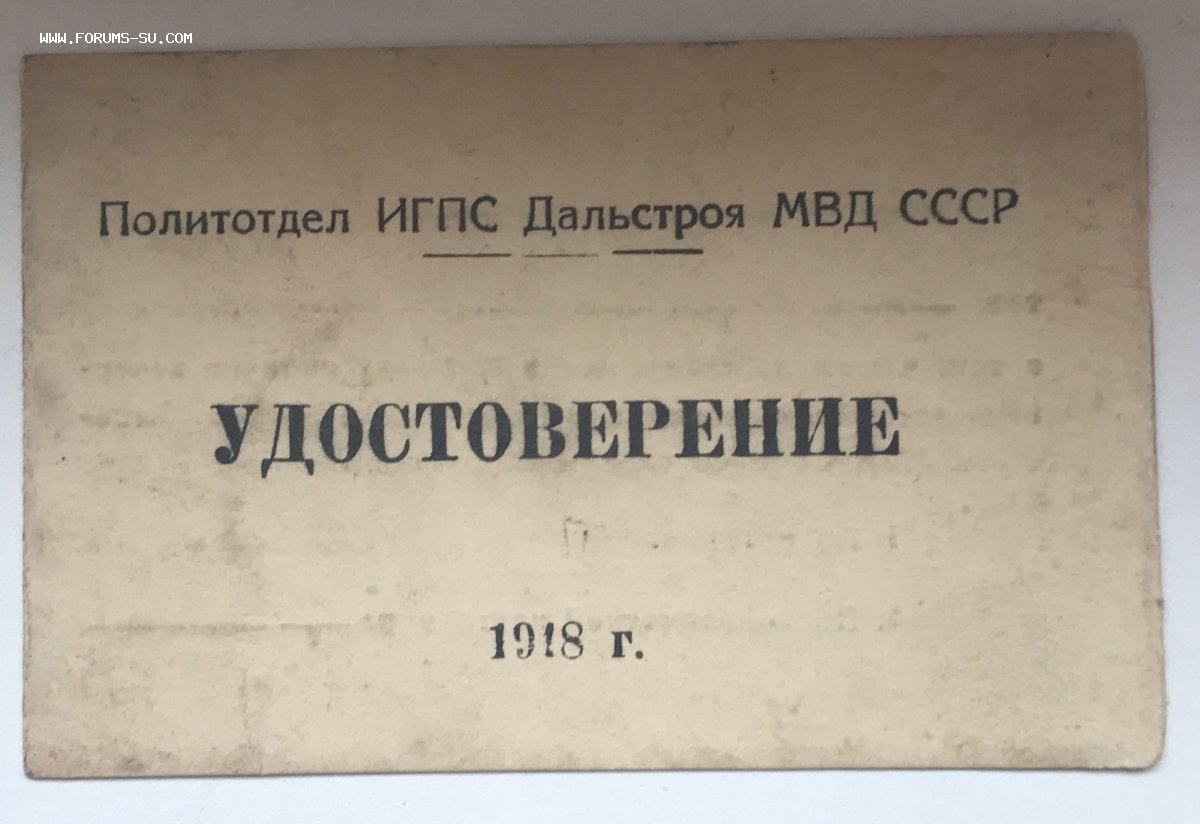 WWW.FORUMS-SU.COM
Политотдел ИГПС Дальстроя МВД СССР
УДОСТОВЕРЕНИЕ
1918 г.